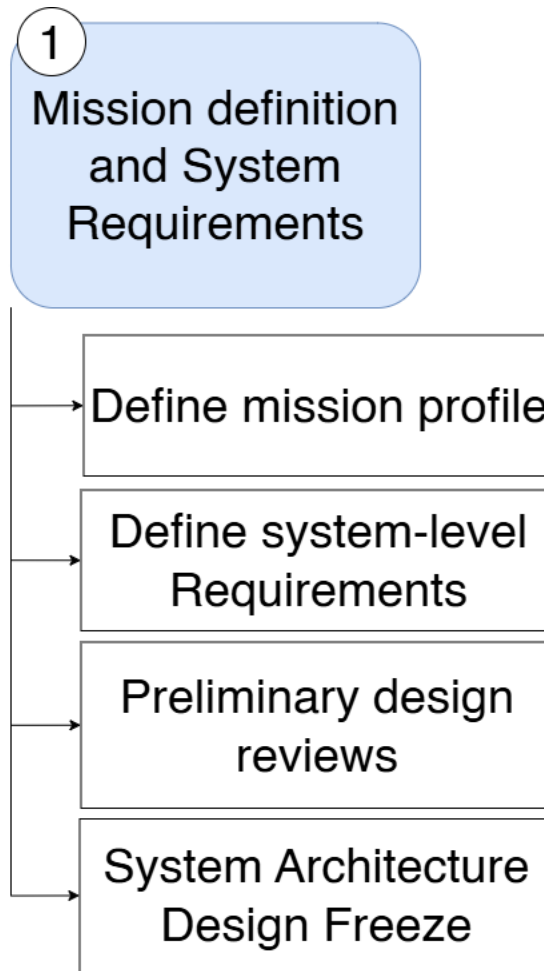 1
Mission definition
and System
Requirements
Define mission profile
Define system-level
Requirements
Preliminary design
reviews
System Architecture
Design Freeze